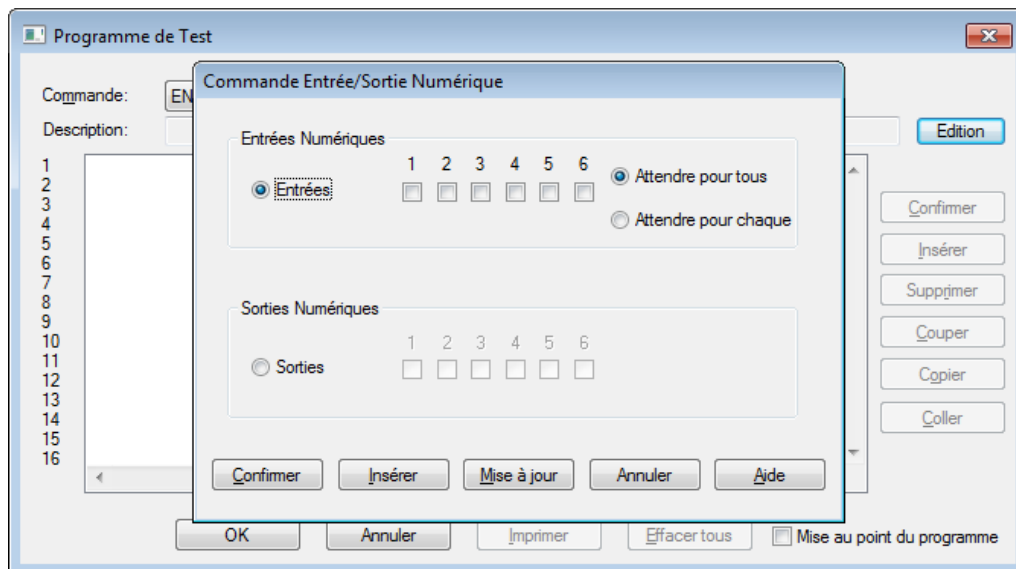 Programme de Test
Commande Entrée/Sortie Numérique
Commande:
EN
Description:
Edition
Entrées Numériques
1 2 3 4 5 6
Entrées
Attendre pour tous
Attendre pour chaque
Sorties Numériques
1 2 3 4 5 6
Sorties
1
2
3
4
5
6
7
8
9
10
11
12
13
14
15
16
Confirmer
Insérer
Supprimer
Couper
Copier
Coller
Confirmer Insérer Mise à jour Annuler Aide
OK Annuler Imprimer Effacer tous Mise au point du programme